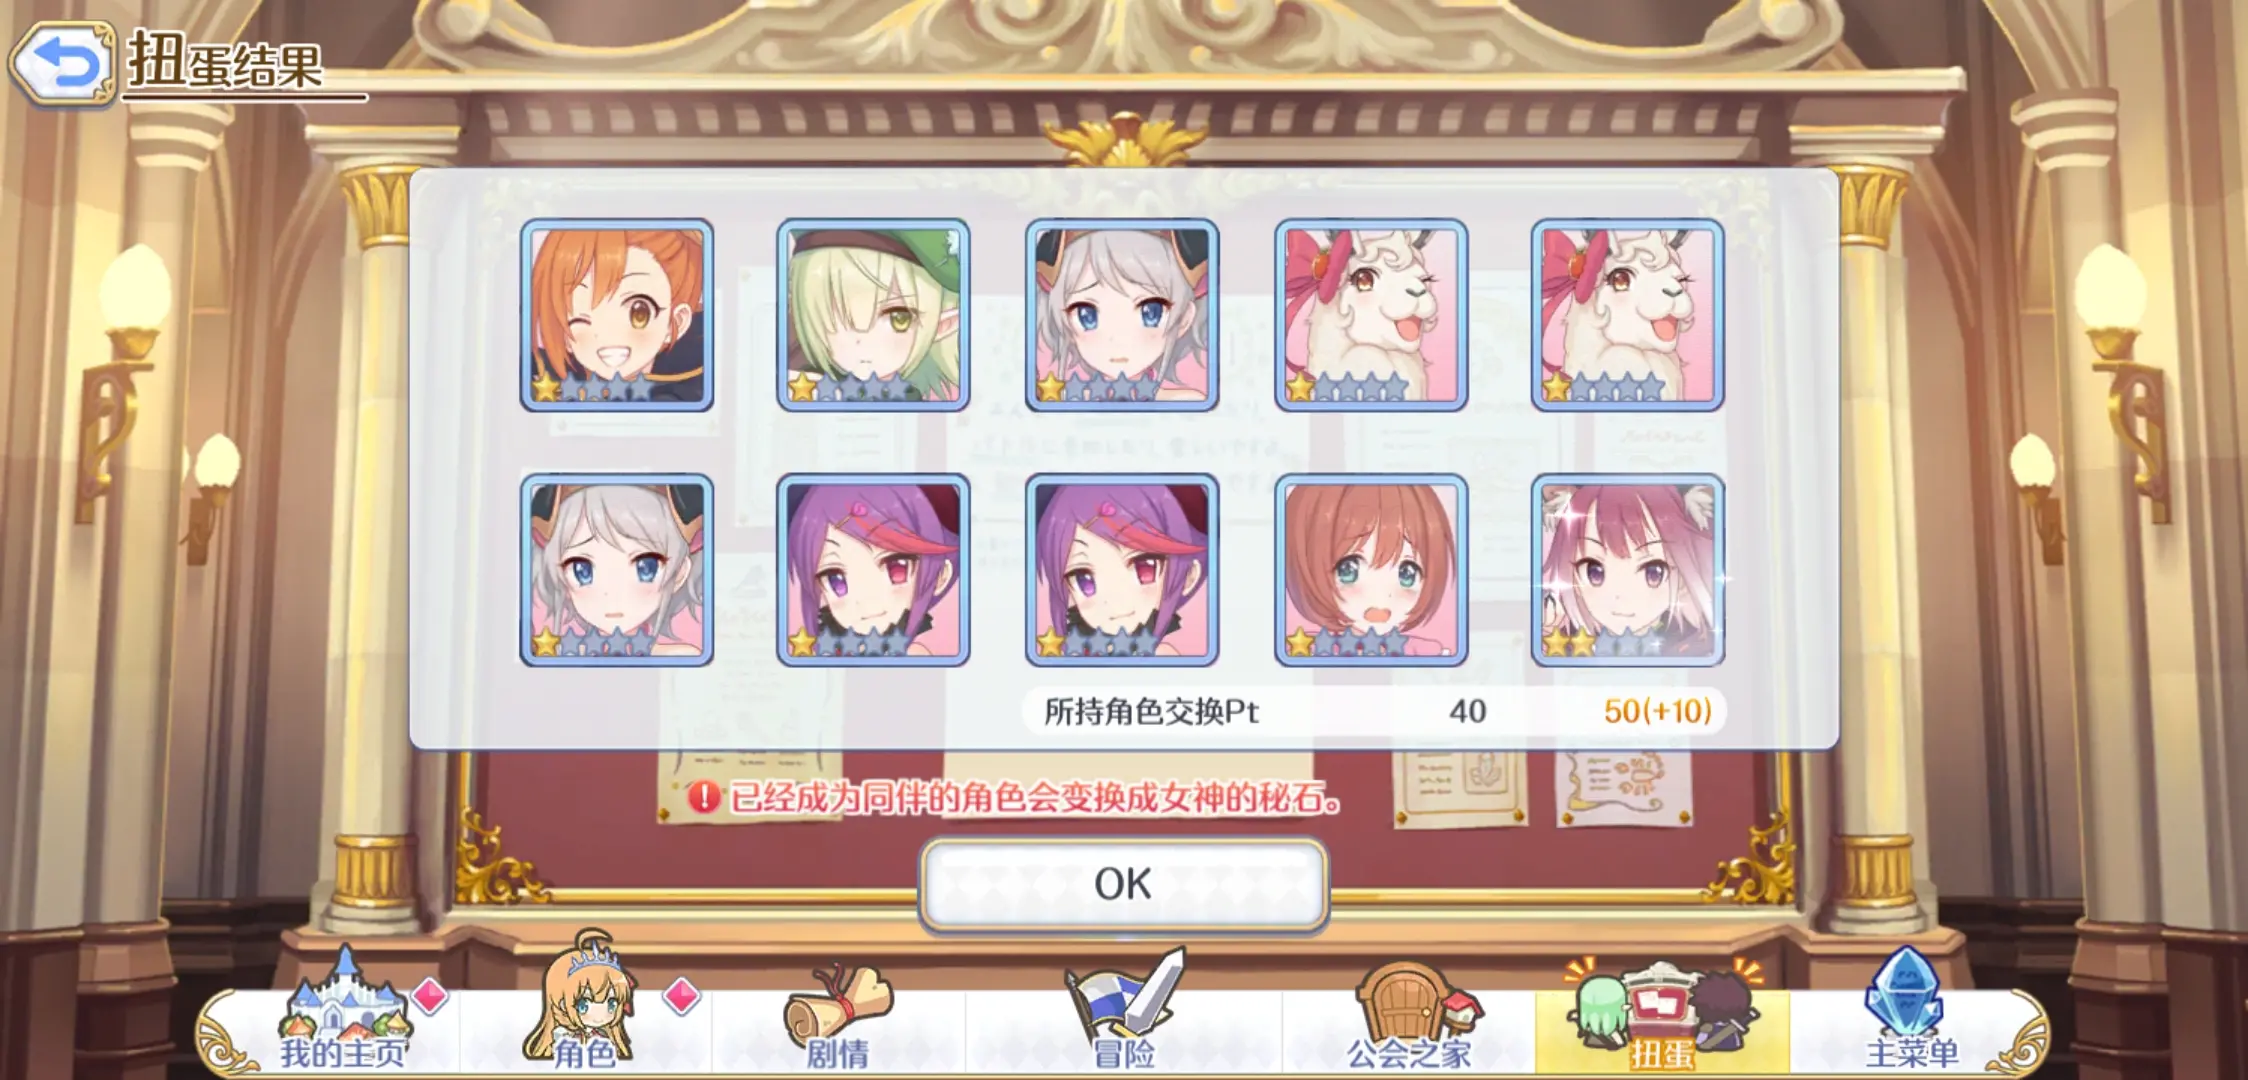 扭蛋结果
所持角色交换Pt 40 50(+10)
已经成为同伴的角色会变换成女神的秘石。
OK
我的主页 角色 剧情 冒险 公会之家 扭蛋 主菜单